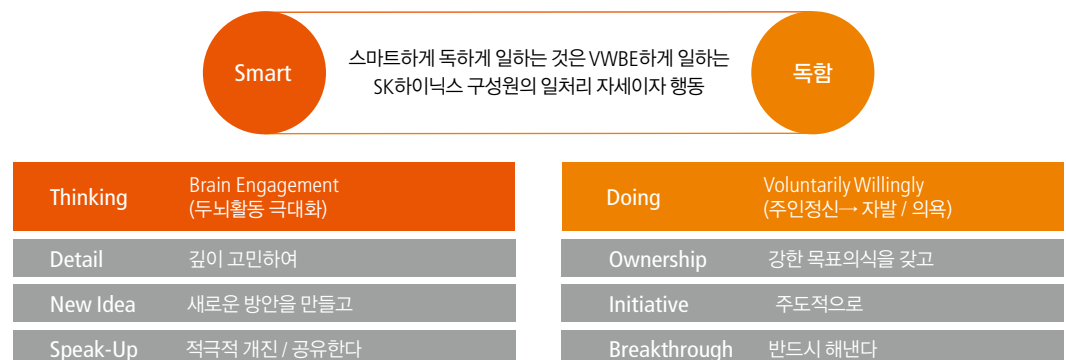 Smart
스마트하게 독하게 일하는 것은 VWBE하게 일하는
SK하이닉스 구성원의 일처리 자세이자 행동
독함
Thinking
Brain Engagement
(두뇌활동 극대화)
Detail 깊이 고민하여
New Idea 새로운 방안을 만들고
Speak-Up 적극적 개진 / 공유한다
Doing
Voluntarily Willingly
(주인정신→ 자발 / 의욕)
Ownership 강한 목표의식을 갖고
Initiative 주도적으로
Breakthrough 반드시 해낸다